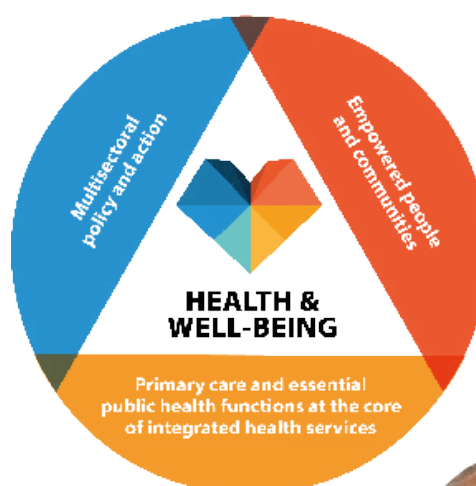 Multisectoral
policy and action
Empowered people
and communities
HEALTH &
WELL-BEING
Primary care and essential
public health functions at the core
of integrated health services